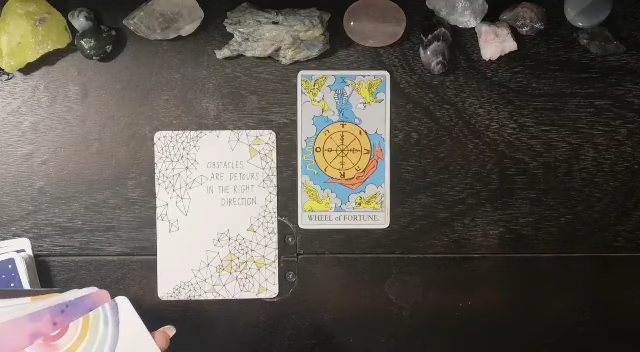 OBSTACLES
ARE DETOURS
IN THE RIGHT
DIRECTION
WHEEL of FORTUNE.